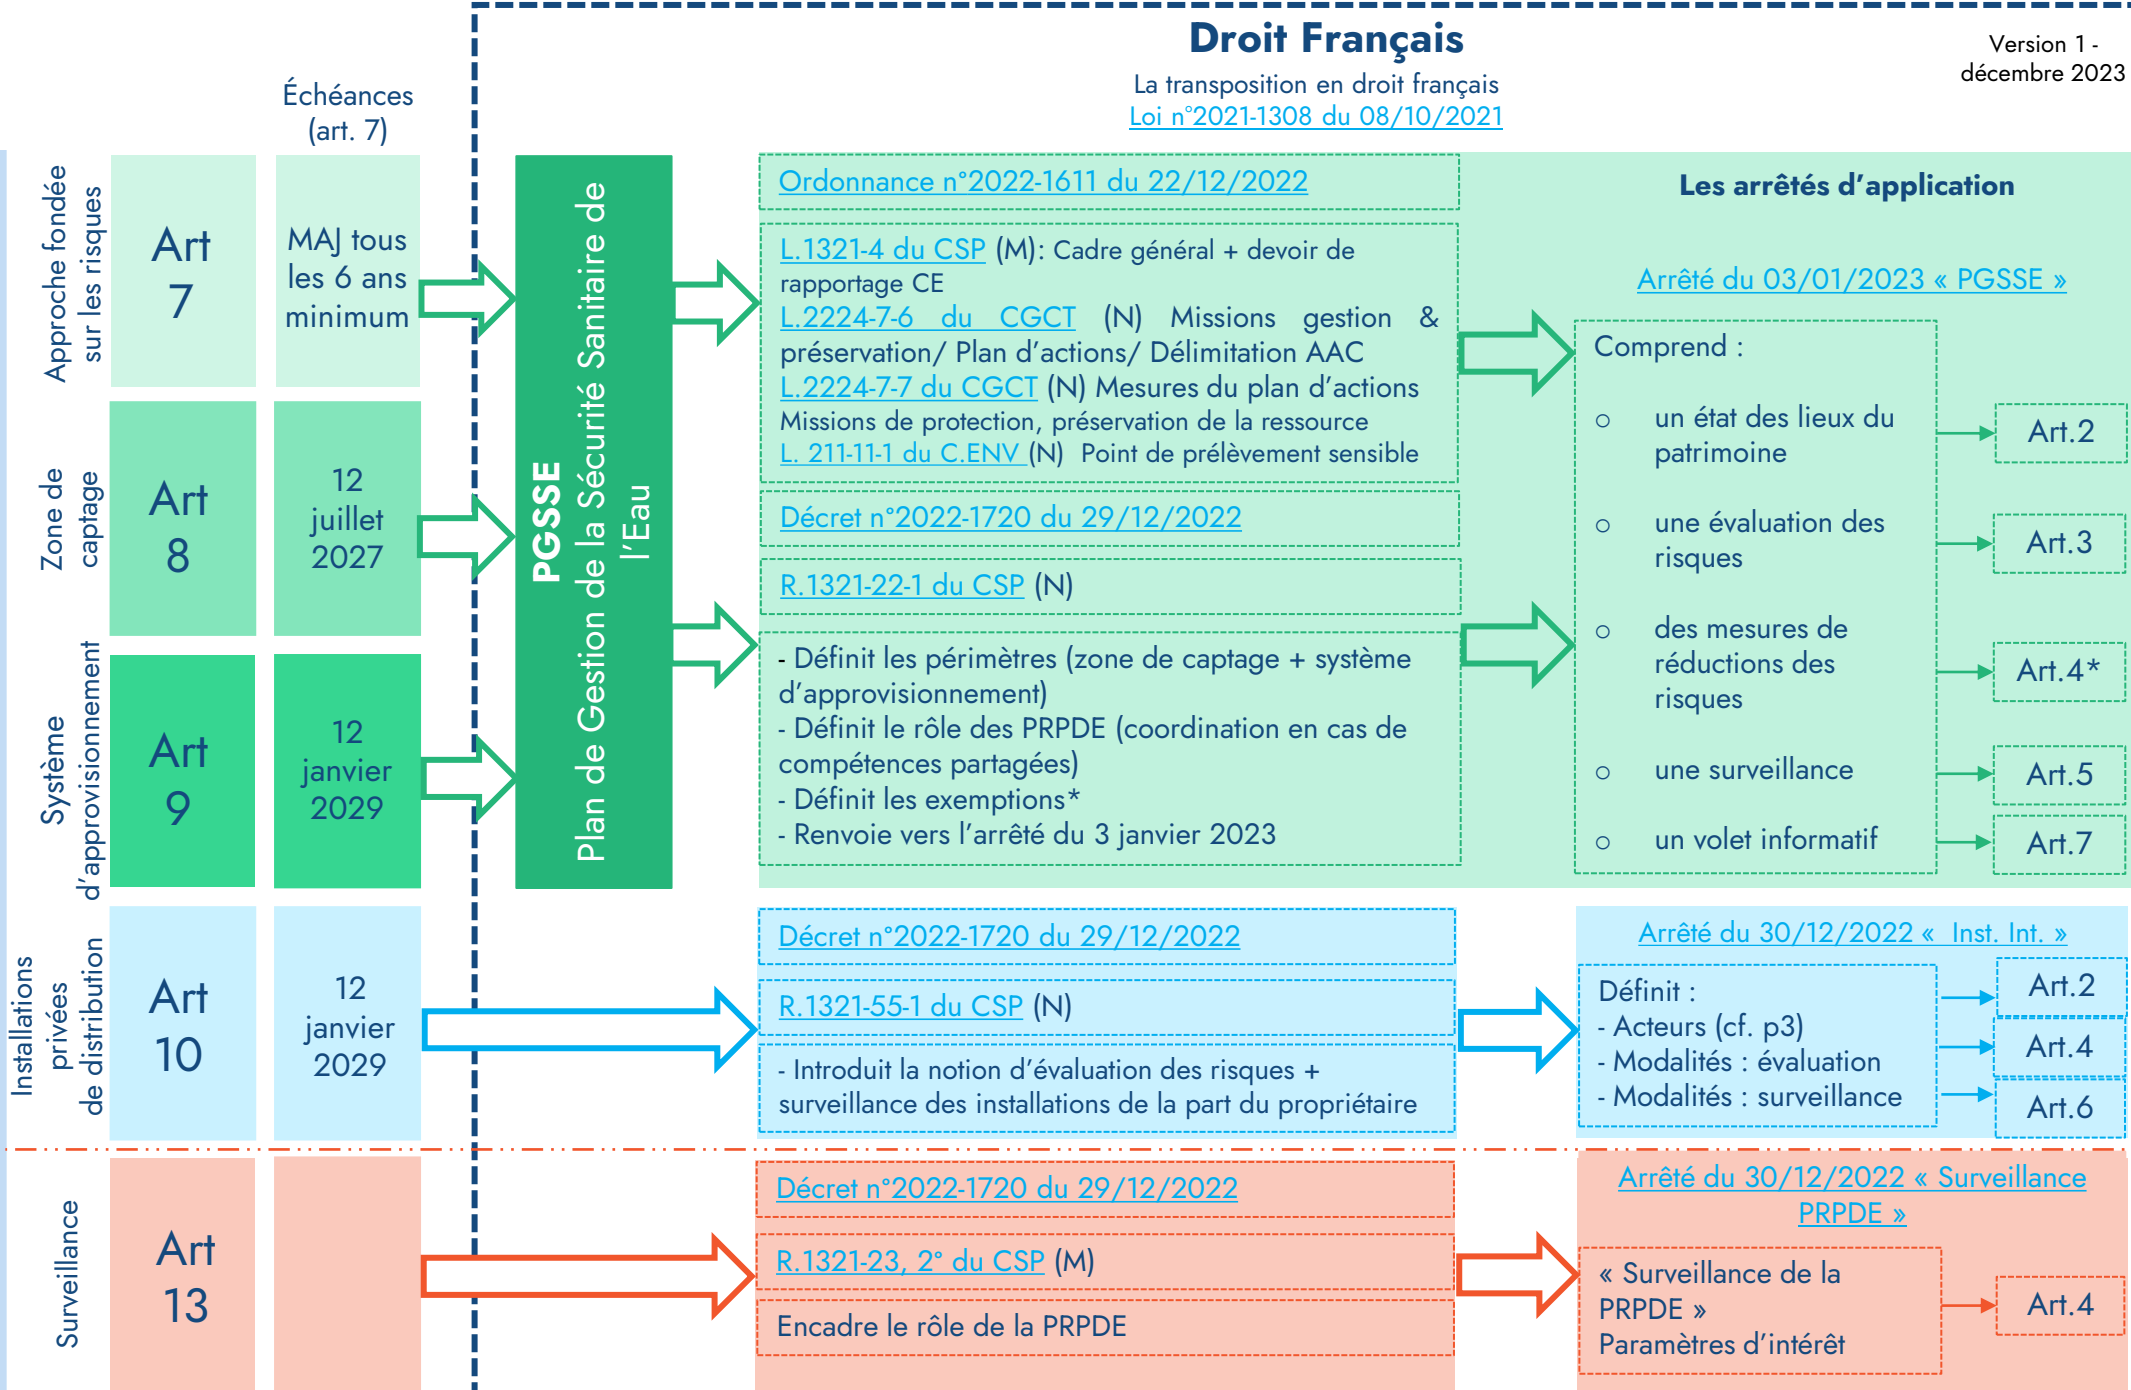 Droit Français
La transposition en droit français
Loi n°2021-1308 du 08/10/2021
Version 1 -
décembre 2023
Échéances
(art. 7)
Approche fondée
sur les risques
Art
7
MAJ tous
les 6 ans
minimum
Zone de
captage
Art
8
12
juillet
2027
Système
d'approvisionnement
Art
9
12
janvier
2029
PGSSE
Plan de Gestion de la Sécurité Sanitaire de
l'Eau
Ordonnance n°2022-1611 du 22/12/2022
L.1321-4 du CSP (M): Cadre général + devoir de
rapportage CE
L.2224-7-6 du CGCT (N) Missions gestion &
préservation/ Plan d'actions/ Délimitation AAC
L.2224-7-7 du CGCT (N) Mesures du plan d'actions
Missions de protection, préservation de la ressource
L. 211-11-1 du C.ENV (N) Point de prélèvement sensible
Décret n°2022-1720 du 29/12/2022
R.1321-22-1 du CSP (N)
- Définit les périmètres (zone de captage + système
d'approvisionnement)
- Définit le rôle des PRPDE (coordination en cas de
compétences partagées)
- Définit les exemptions*
- Renvoie vers l'arrêté du 3 janvier 2023
Les arrêtés d'application
Arrêté du 03/01/2023 « PGSSE »
Comprend :
o un état des lieux du
patrimoine
Art.2
o une évaluation des
risques
Art.3
o des mesures de
réductions des
risques
Art.4*
o une surveillance
Art.5
o un volet informatif
Art.7
Installations
privées
de distribution
Art
10
12
janvier
2029
Décret n°2022-1720 du 29/12/2022
R.1321-55-1 du CSP (N)
- Introduit la notion d'évaluation des risques +
surveillance des installations de la part du propriétaire
Arrêté du 30/12/2022 « Inst. Int. »
Définit :
- Acteurs (cf. p3)
- Modalités : évaluation
- Modalités : surveillance
Art.2
Art.4
Art.6
Surveillance
Art
13
Décret n°2022-1720 du 29/12/2022
R.1321-23, 2° du CSP (M)
Encadre le rôle de la PRPDE
Arrêté du 30/12/2022 « Surveillance
PRPDE »
« Surveillance de la
PRPDE »
Paramètres d'intérêt
Art.4